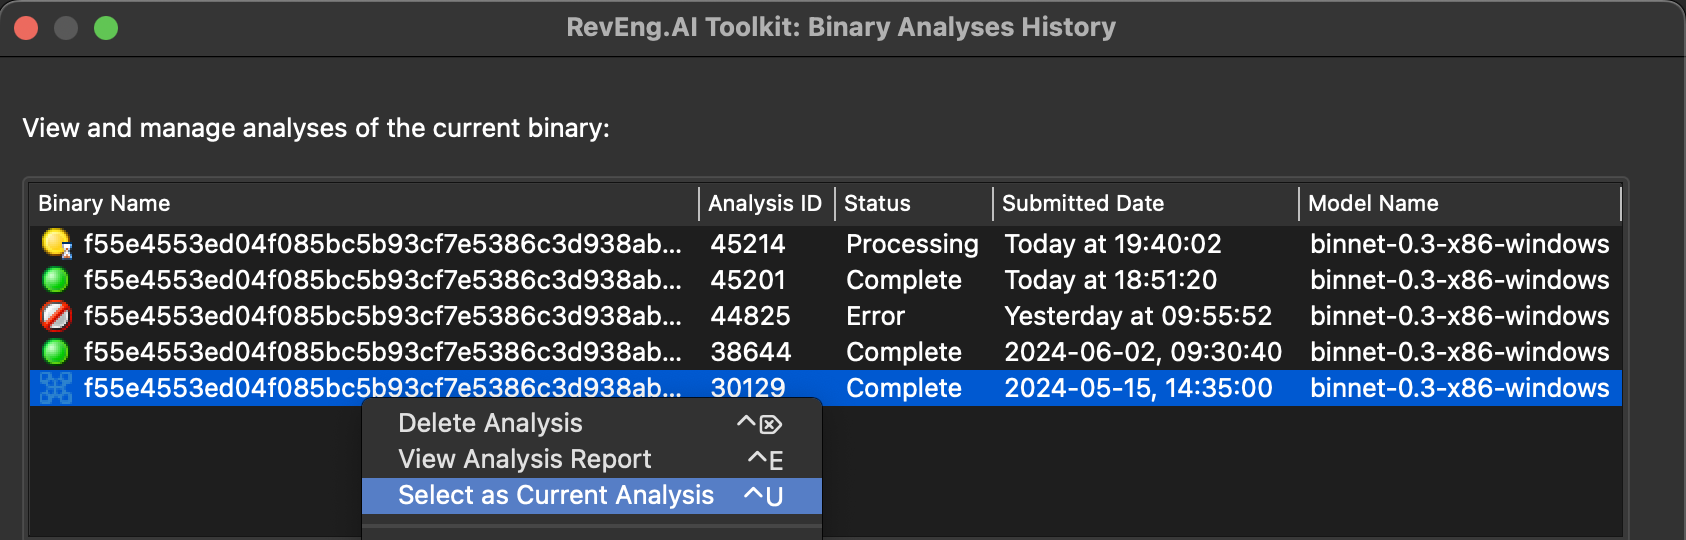 RevEng.AI Toolkit: Binary Analyses History
View and manage analyses of the current binary:
Binary Name Analysis ID Status Submitted Date Model Name
f55e4553ed04f085bc5b93cf7e5386c3d938ab... 45214 Processing Today at 19:40:02 binnet-0.3-x86-windows
f55e4553ed04f085bc5b93cf7e5386c3d938ab... 45201 Complete Today at 18:51:20 binnet-0.3-x86-windows
f55e4553ed04f085bc5b93cf7e5386c3d938ab... 44825 Error Yesterday at 09:55:52 binnet-0.3-x86-windows
f55e4553ed04f085bc5b93cf7e5386c3d938ab... 38644 Complete 2024-06-02, 09:30:40 binnet-0.3-x86-windows
f55e4553ed04f085bc5b93cf7e5386c3d938ab... 30129 Complete 2024-05-15, 14:35:00 binnet-0.3-x86-windows
Delete Analysis ^⌦
View Analysis Report ^E
Select as Current Analysis ^U